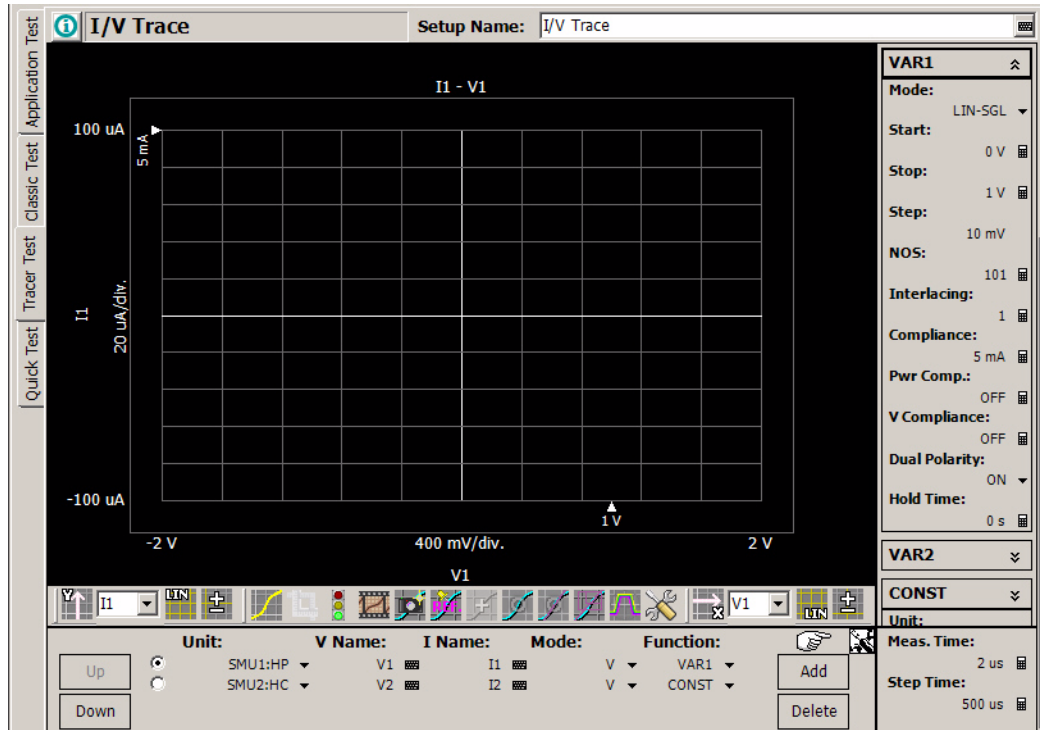 I/V Trace
Setup Name: I/V Trace
Application Test
Classic Test
Tracer Test
Quick Test
I1 - V1
100 uA
5 mA
I1
20 uA/div.
-100 uA
1 V
-2 V
400 mV/div.
2 V
V1
VAR1
Mode:
LIN-SGL
Start:
0 V
Stop:
1 V
Step:
10 mV
NOS:
101
Interlacing:
1
Compliance:
5 mA
Pwr Comp.:
OFF
V Compliance:
OFF
Dual Polarity:
ON
Hold Time:
0 s
VAR2
CONST
Unit:
Y I1 LIN REF X V1 LIN
Unit: V Name: I Name: Mode: Function:
Up SMU1:HP V1 I1 V VAR1 Add
SMU2:HC V2 I2 V CONST
Down Delete
Meas. Time:
2 us
Step Time:
500 us